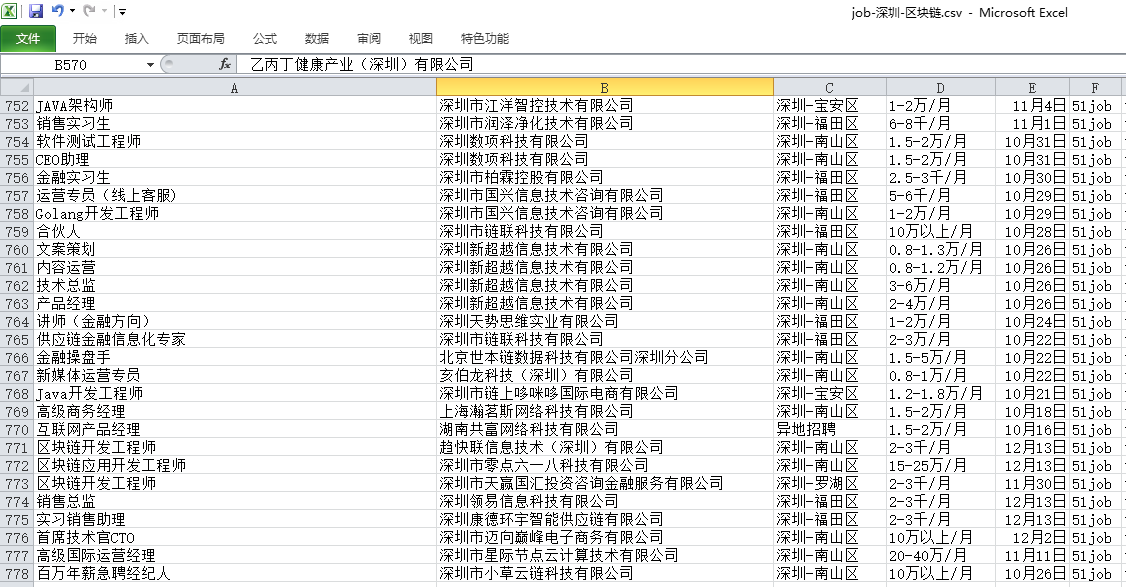 job-深圳-区块链.csv - Microsoft Excel
文件 开始 插入 页面布局 公式 数据 审阅 视图 特色功能
B570 fx 乙丙丁健康产业（深圳）有限公司
A B C D E F
752 JAVA架构师 深圳市江洋智控技术有限公司 深圳-宝安区 1-2万/月 11月4日 51job
753 销售实习生 深圳市润泽净化技术有限公司 深圳-福田区 6-8千/月 11月1日 51job
754 软件测试工程师 深圳数项科技有限公司 深圳-南山区 1.5-2万/月 10月31日 51job
755 CEO助理 深圳数项科技有限公司 深圳-南山区 1.5-2万/月 10月31日 51job
756 金融实习生 深圳市柏霖控股有限公司 深圳-福田区 2.5-3千/月 10月30日 51job
757 运营专员（线上客服） 深圳市国兴信息技术咨询有限公司 深圳-福田区 5-6千/月 10月29日 51job
758 Golang开发工程师 深圳市国兴信息技术咨询有限公司 深圳-南山区 1-2万/月 10月29日 51job
759 合伙人 深圳市链联科技有限公司 深圳-福田区 10万以上/月 10月28日 51job
760 文案策划 深圳新超越信息技术有限公司 深圳-南山区 0.8-1.3万/月 10月26日 51job
761 内容运营 深圳新超越信息技术有限公司 深圳-南山区 0.8-1.2万/月 10月26日 51job
762 技术总监 深圳新超越信息技术有限公司 深圳-南山区 3-6万/月 10月26日 51job
763 产品经理 深圳新超越信息技术有限公司 深圳-南山区 2-4万/月 10月26日 51job
764 讲师（金融方向） 深圳天势思维实业有限公司 深圳-福田区 1-2万/月 10月24日 51job
765 供应链金融信息化专家 深圳市链联科技有限公司 深圳-福田区 2-3万/月 10月22日 51job
766 金融操盘手 北京世本链数据科技有限公司深圳分公司 深圳-南山区 1.5-5万/月 10月22日 51job
767 新媒体运营专员 亥伯龙科技（深圳）有限公司 深圳-南山区 0.8-1万/月 10月22日 51job
768 Java开发工程师 深圳市链上哆咪哆国际电商有限公司 深圳-宝安区 1.2-1.8万/月 10月21日 51job
769 高级商务经理 上海瀚茗斯网络科技有限公司 深圳-南山区 1.5-2万/月 10月18日 51job
770 互联网产品经理 湖南共富网络科技有限公司 异地招聘 1.5-2万/月 10月16日 51job
771 区块链开发工程师 趋快联信息技术（深圳）有限公司 深圳-南山区 2-3千/月 12月13日 51job
772 区块链应用开发工程师 深圳市零点六一八科技有限公司 深圳-南山区 15-25万/月 12月13日 51job
773 区块链开发工程师 深圳市天赢国汇投资咨询金融服务有限公司 深圳-罗湖区 2-3千/月 11月30日 51job
774 销售总监 深圳领易信息科技有限公司 深圳-福田区 2-3千/月 12月13日 51job
775 实习销售助理 深圳康德环宇智能供应链有限公司 深圳-福田区 2-3千/月 12月13日 51job
776 首席技术官CTO 深圳市迈向巅峰电子商务有限公司 深圳-南山区 10万以上/月 12月2日 51job
777 高级国际运营经理 深圳市星际节点云计算技术有限公司 深圳-南山区 20-40万/月 11月11日 51job
778 百万年薪急聘经纪人 深圳市小草云链科技有限公司 深圳-南山区 10万以上/月 10月26日 51job